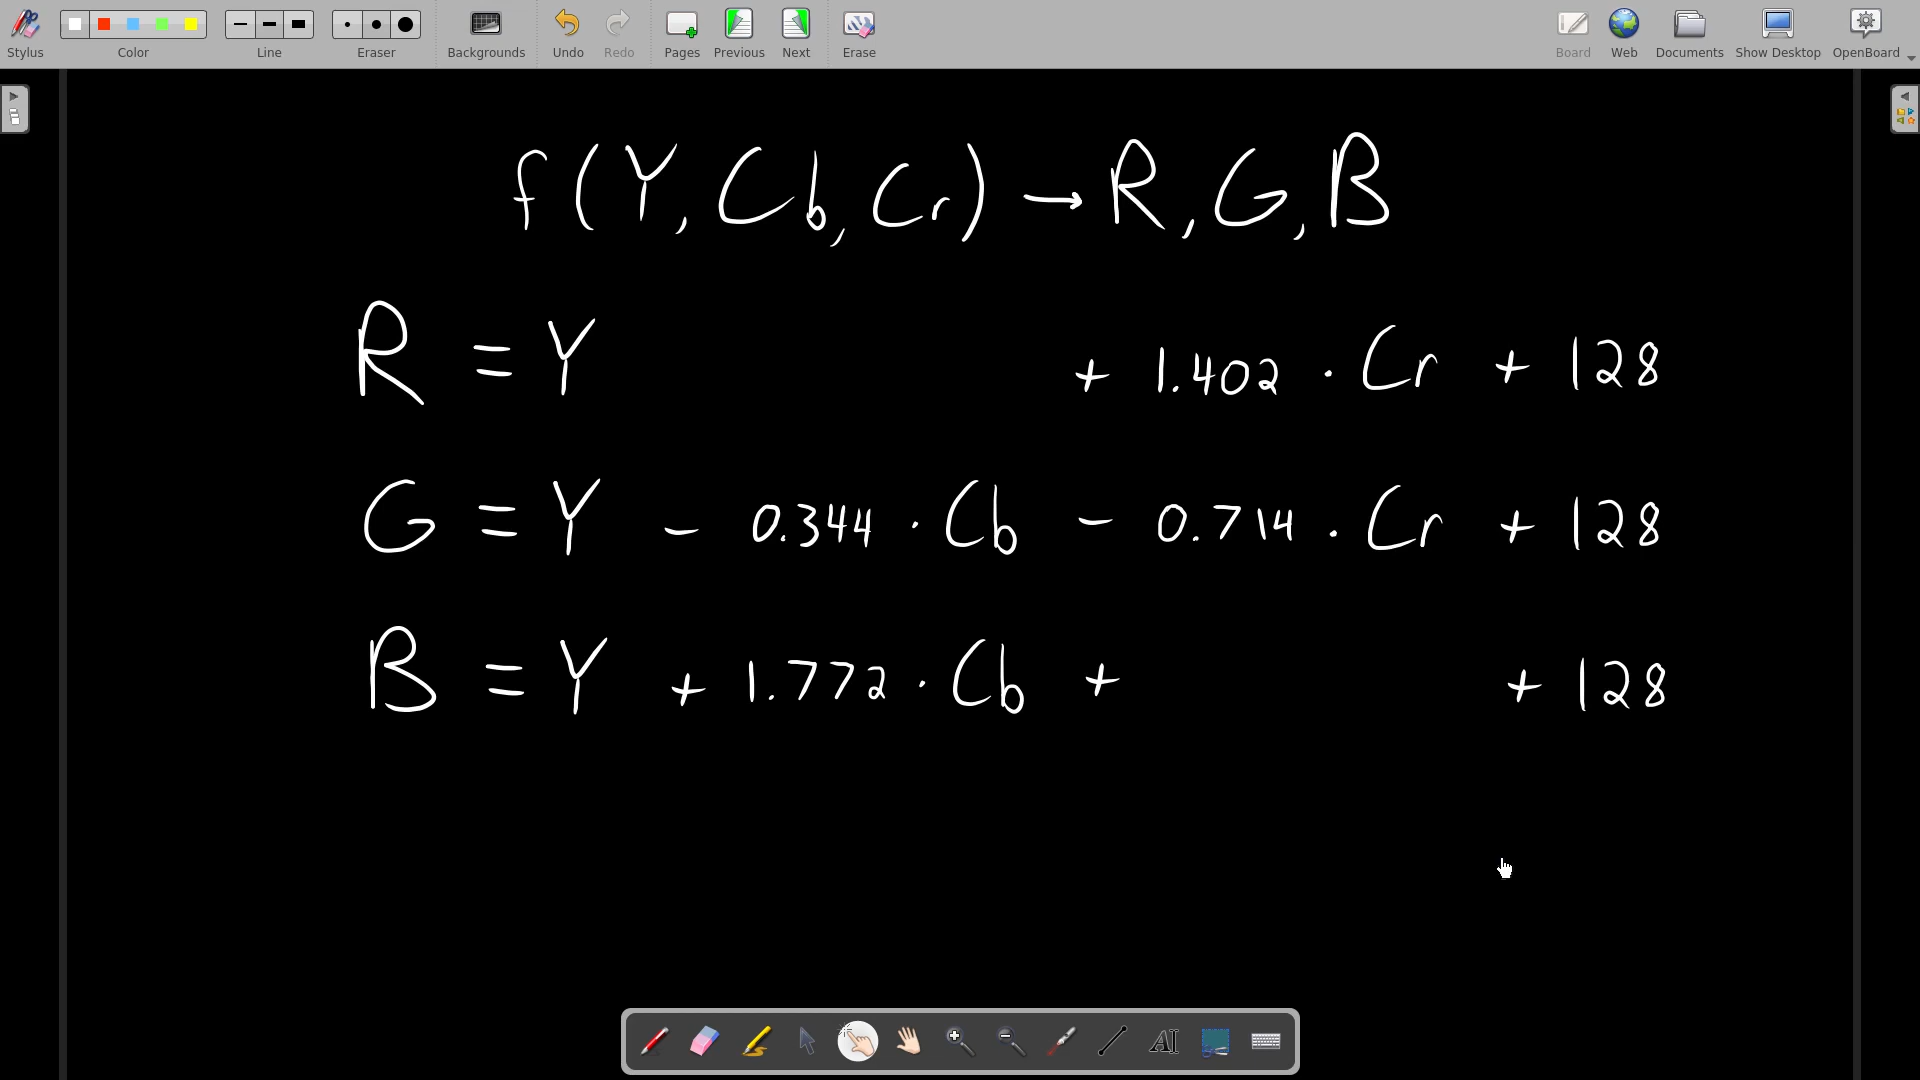 Stylus Color Line Eraser Backgrounds Undo Redo Pages Previous Next Erase Board Web Documents Show Desktop OpenBoard
f(Y, Cb, Cr) → R, G, B
R = Y + 1.402 · Cr + 128
G = Y - 0.344 · Cb - 0.714 · Cr + 128
B = Y + 1.772 · Cb + + 128
AI